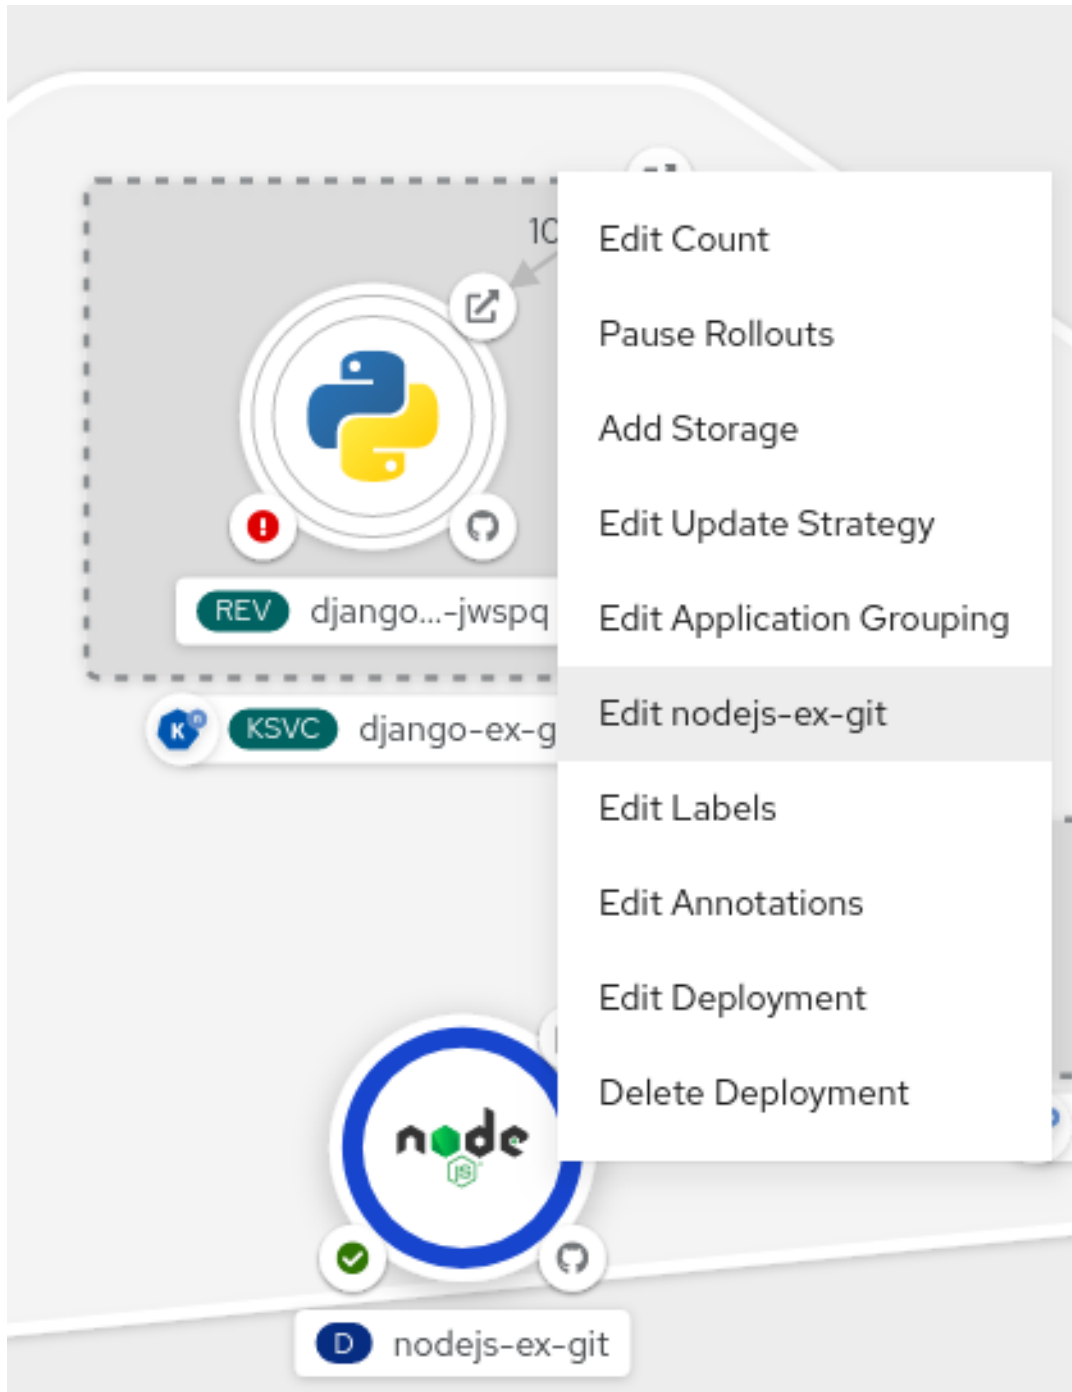 10
Edit Count
Pause Rollouts
Add Storage
Edit Update Strategy
REV django...-jwspq
Edit Application Grouping
Edit nodejs-ex-git
K n KSVC django-ex-g
Edit Labels
Edit Annotations
Edit Deployment
Delete Deployment
node
JS
D nodejs-ex-git